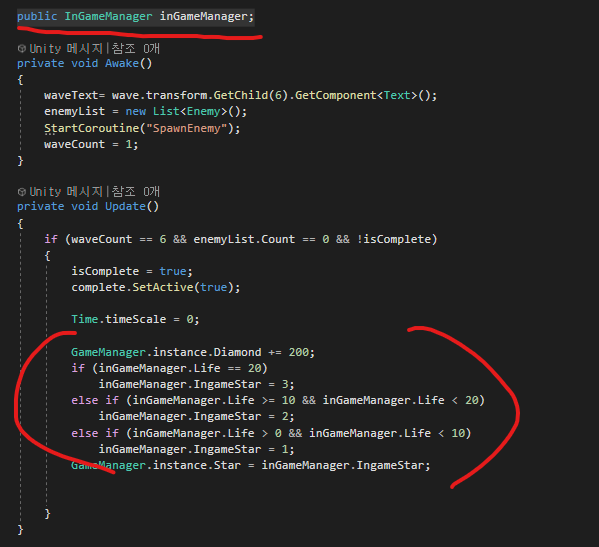 public InGameManager inGameManager;
Unity 메시지|참조 0개
private void Awake()
{
waveText= wave.transform.GetChild(6).GetComponent<Text>();
enemyList = new List<Enemy>();
StartCoroutine("SpawnEnemy");
waveCount = 1;
}
Unity 메시지|참조 0개
private void Update()
{
if (waveCount == 6 && enemyList.Count == 0 && !isComplete)
{
isComplete = true;
complete.SetActive(true);
Time.timeScale = 0;
GameManager.instance.Diamond += 200;
if (inGameManager.Life == 20)
inGameManager.IngameStar = 3;
else if (inGameManager.Life >= 10 && inGameManager.Life < 20)
inGameManager.IngameStar = 2;
else if (inGameManager.Life > 0 && inGameManager.Life < 10)
inGameManager.IngameStar = 1;
GameManager.instance.Star = inGameManager.IngameStar;
}
}